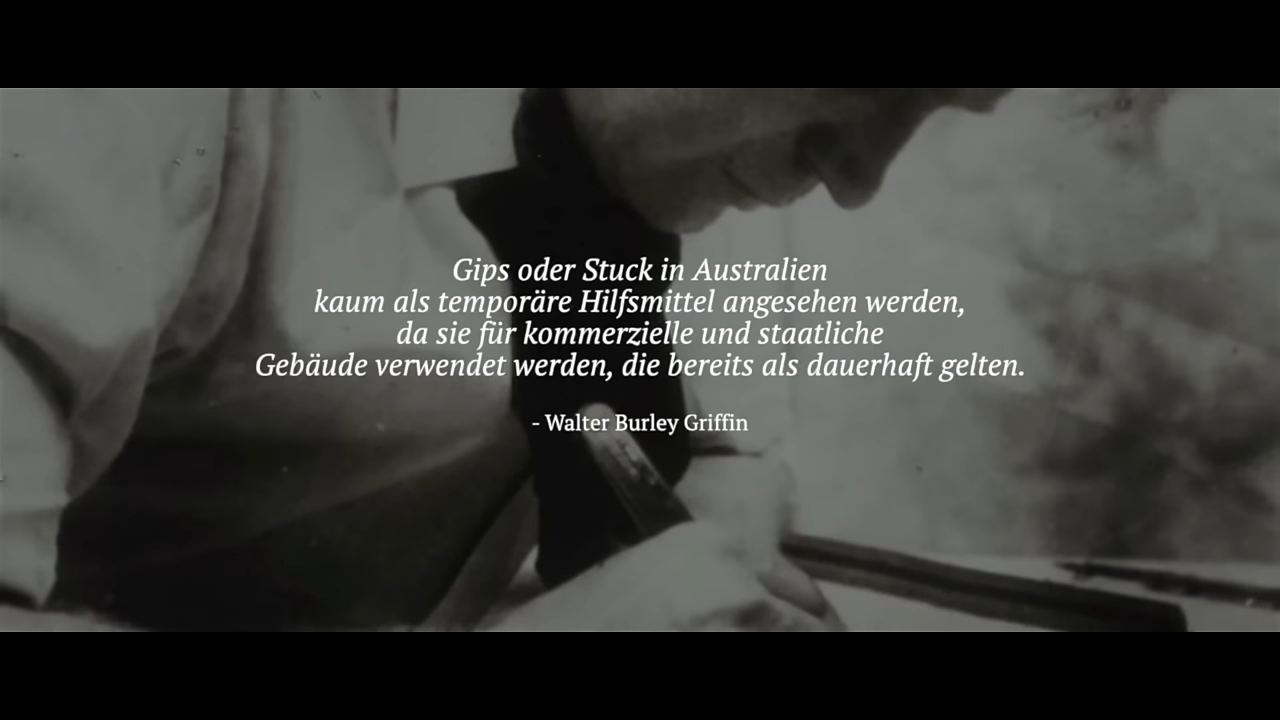 Gips oder Stuck in Australien
kaum als temporäre Hilfsmittel angesehen werden,
da sie für kommerzielle und staatliche
Gebäude verwendet werden, die bereits als dauerhaft gelten.
- Walter Burley Griffin